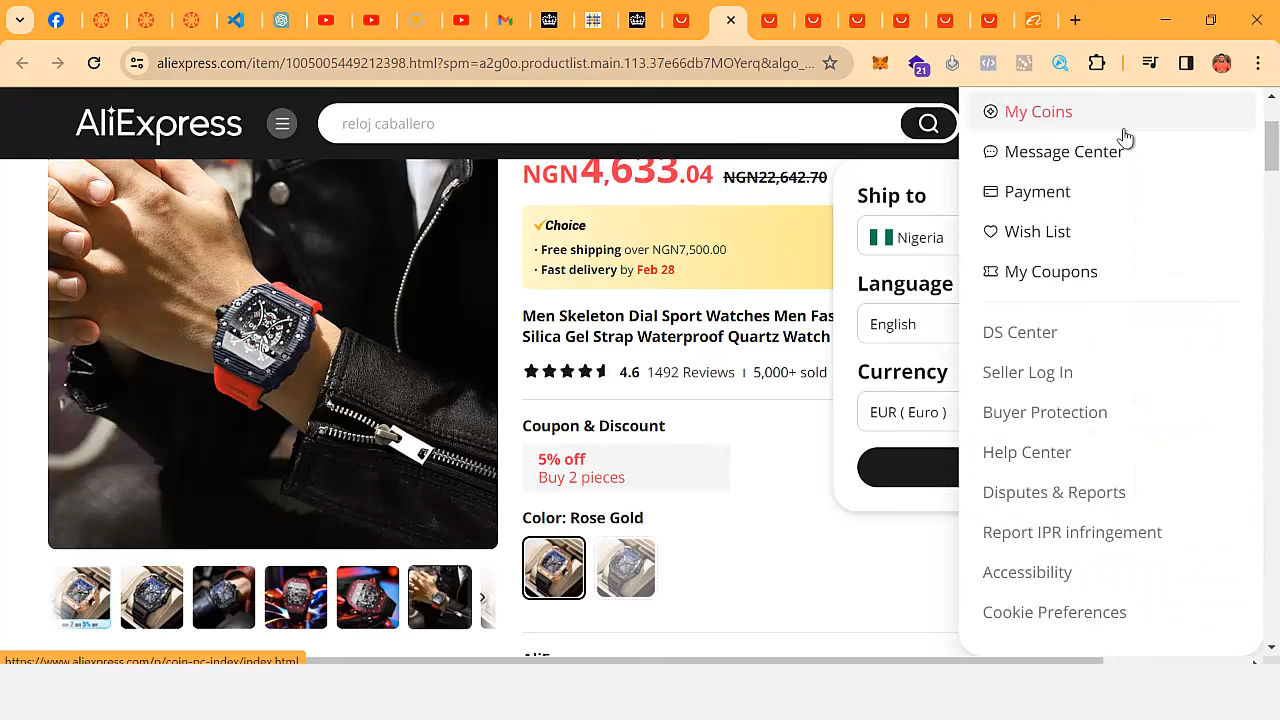 21
aliexpress.com/item/1005005449212398.html?spm=a2g0o.productlist.main.113.37e66db7MOYerq&algo_...
AliExpress
reloj caballero
NGN4,633.04 NGN22,642.70
Choice
· Free shipping over NGN7,500.00
· Fast delivery by Feb 28
Men Skeleton Dial Sport Watches Men Fas
Silica Gel Strap Waterproof Quartz Watch
4.6 1492 Reviews 5,000+ sold
Coupon & Discount
5% off
Buy 2 pieces
Color: Rose Gold
Ship to
Nigeria
Language
English
Currency
EUR ( Euro )
My Coins
Message Center
Payment
Wish List
My Coupons
DS Center
Seller Log In
Buyer Protection
Help Center
Disputes & Reports
Report IPR infringement
Accessibility
Cookie Preferences
https://www.aliexpress.com/p/coin-pc-index/index.html